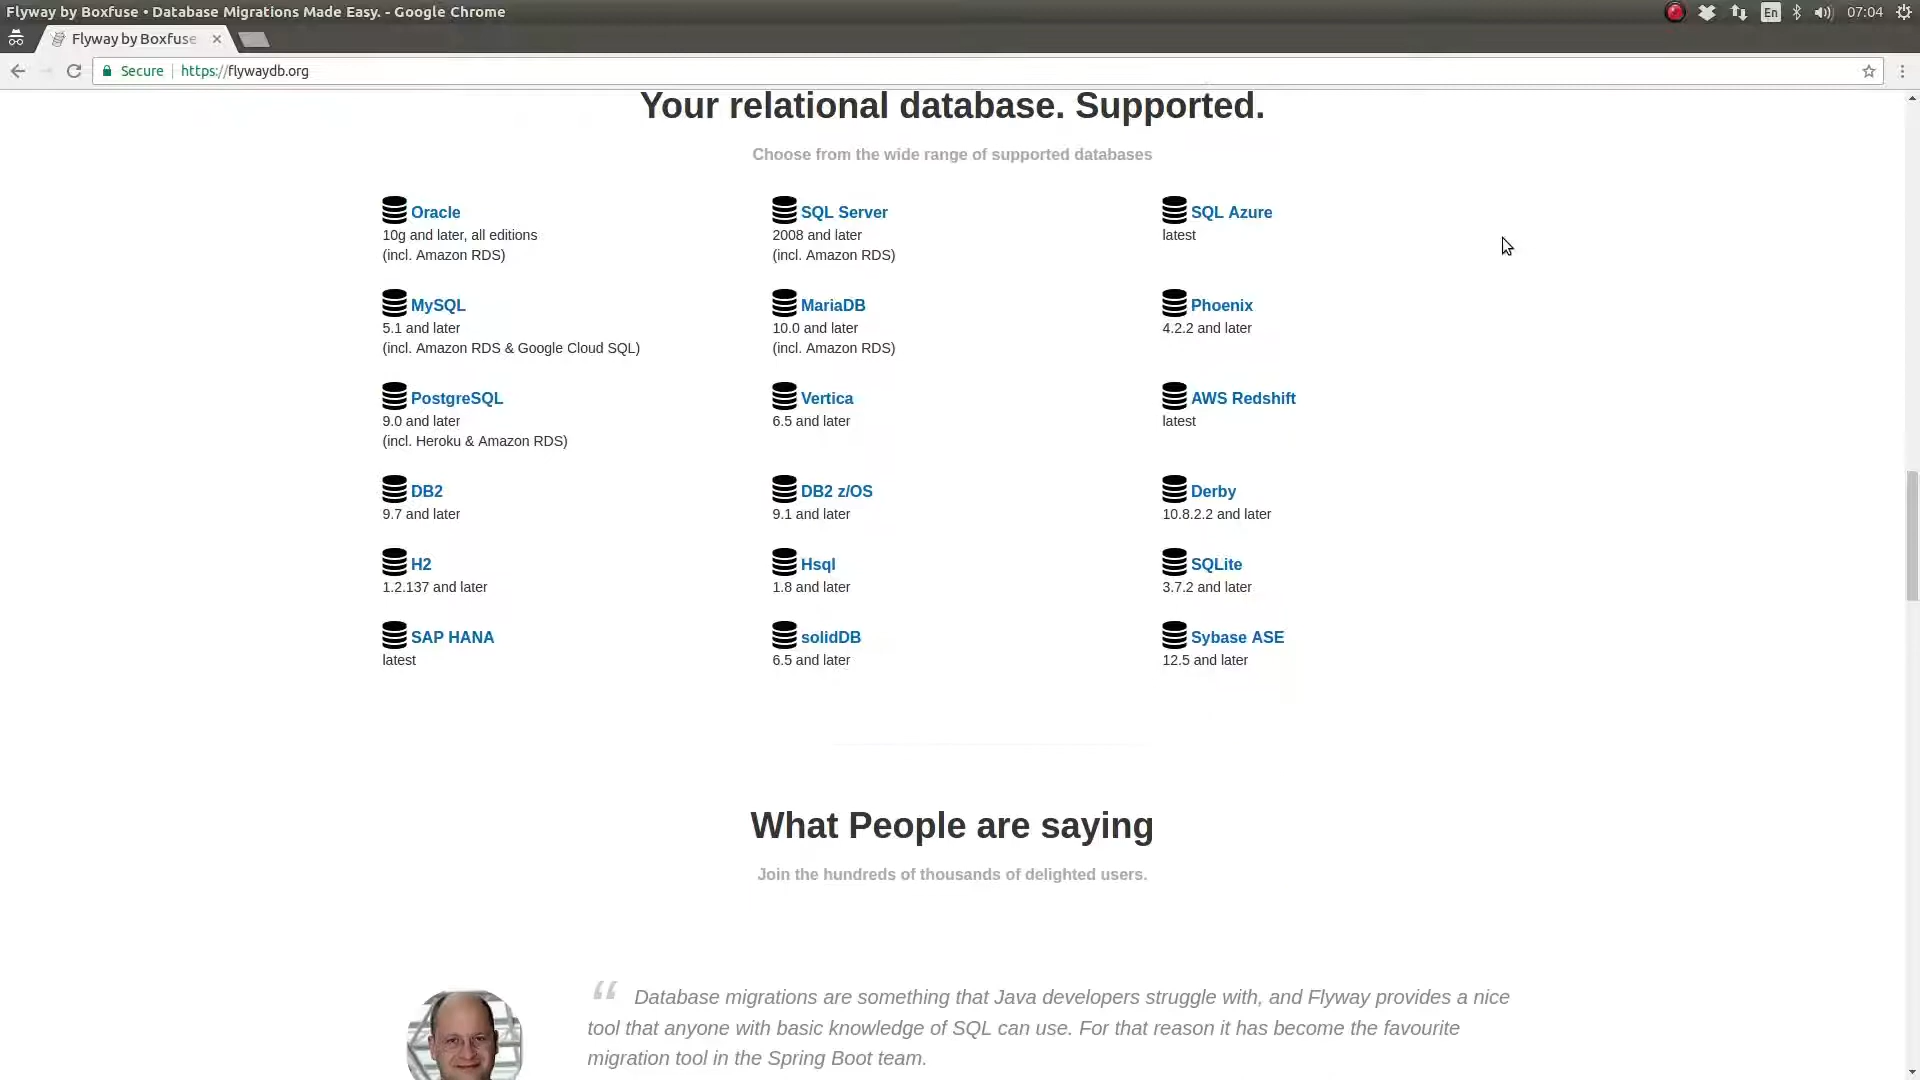 Flyway by Boxfuse • Database Migrations Made Easy. - Google Chrome
En
07:04
Flyway by Boxfuse
Secure
https://flywaydb.org
Your relational database. Supported.
Choose from the wide range of supported databases
Oracle
10g and later, all editions
(incl. Amazon RDS)
SQL Server
2008 and later
(incl. Amazon RDS)
SQL Azure
latest
MySQL
5.1 and later
(incl. Amazon RDS & Google Cloud SQL)
MariaDB
10.0 and later
(incl. Amazon RDS)
Phoenix
4.2.2 and later
PostgreSQL
9.0 and later
(incl. Heroku & Amazon RDS)
Vertica
6.5 and later
AWS Redshift
latest
DB2
9.7 and later
DB2 z/OS
9.1 and later
Derby
10.8.2.2 and later
H2
1.2.137 and later
Hsql
1.8 and later
SQLite
3.7.2 and later
SAP HANA
latest
solidDB
6.5 and later
Sybase ASE
12.5 and later
What People are saying
Join the hundreds of thousands of delighted users.
“ Database migrations are something that Java developers struggle with, and Flyway provides a nice
tool that anyone with basic knowledge of SQL can use. For that reason it has become the favourite
migration tool in the Spring Boot team.